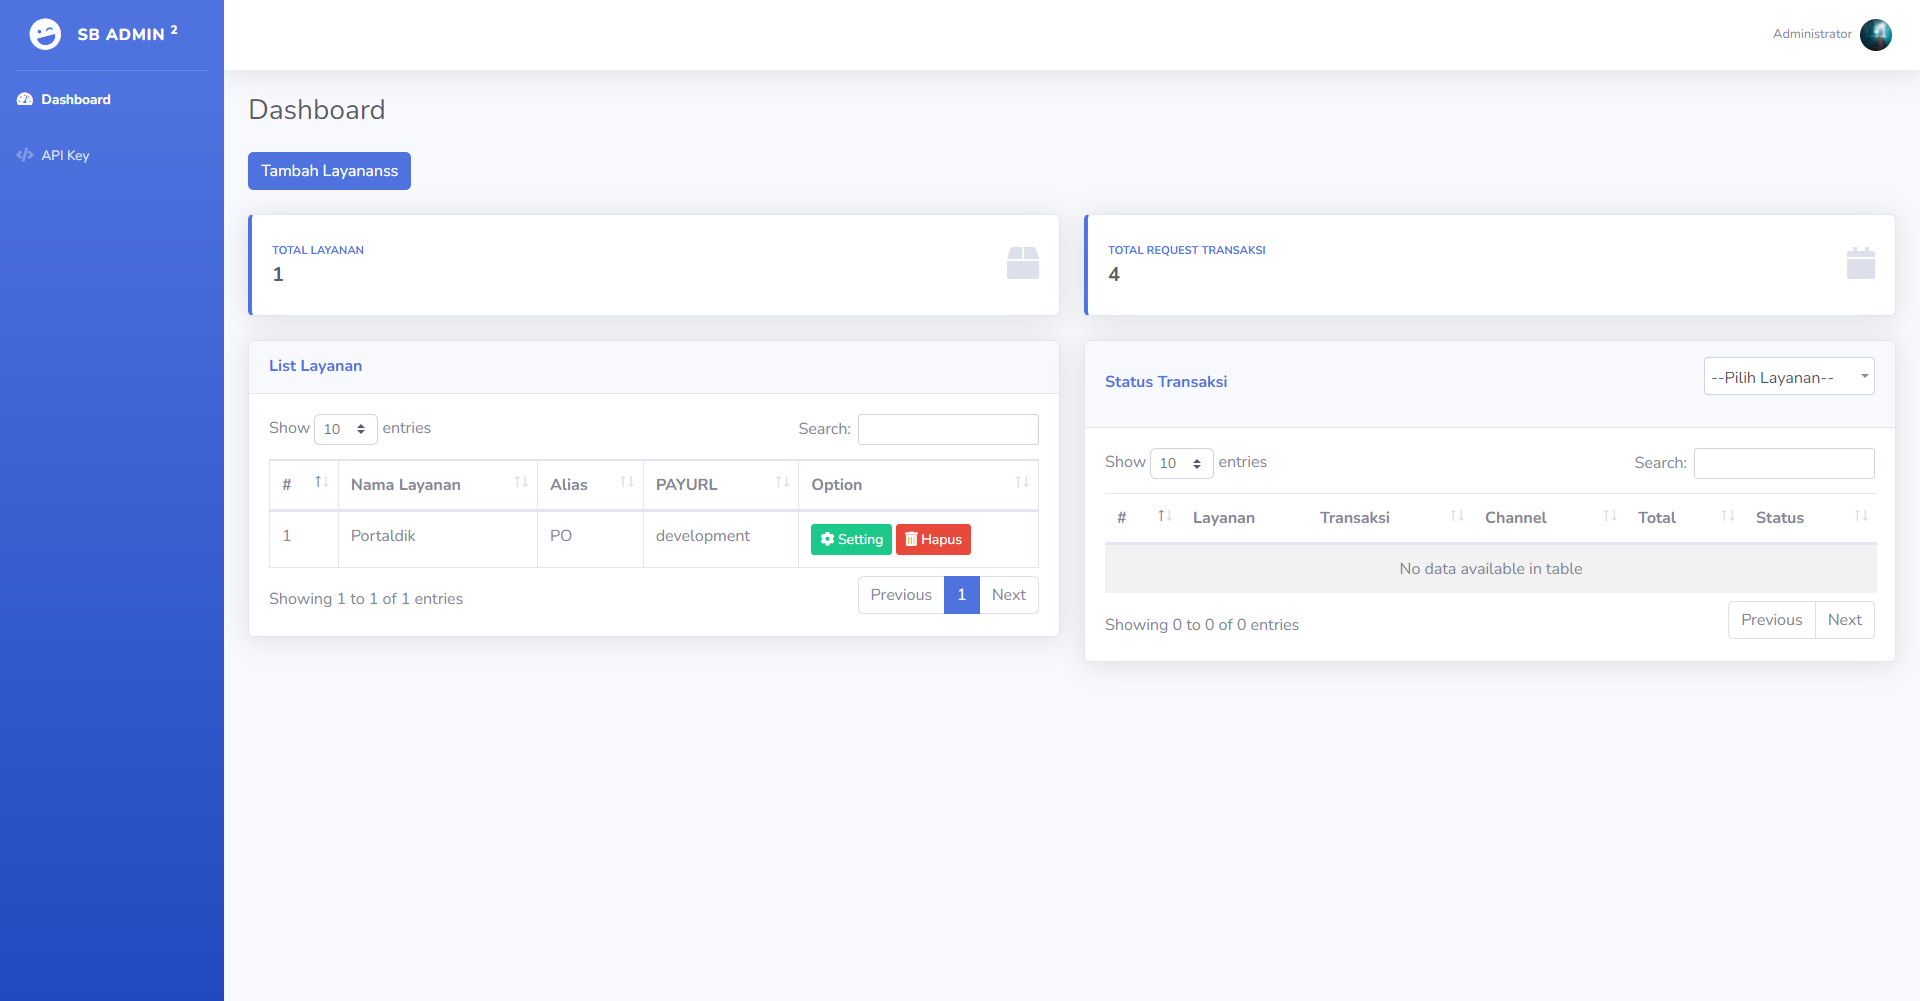 SB ADMIN 2
Administrator
Dashboard
API Key
Dashboard
Tambah Layananss
TOTAL LAYANAN
1
TOTAL REQUEST TRANSAKSI
4
List Layanan
Show 10 entries
Search:
# Nama Layanan Alias PAYURL Option
1 Portaldik PO development Setting Hapus
Showing 1 to 1 of 1 entries
Previous 1 Next
Status Transaksi
--Pilih Layanan--
Show 10 entries
Search:
# Layanan Transaksi Channel Total Status
No data available in table
Showing 0 to 0 of 0 entries
Previous Next